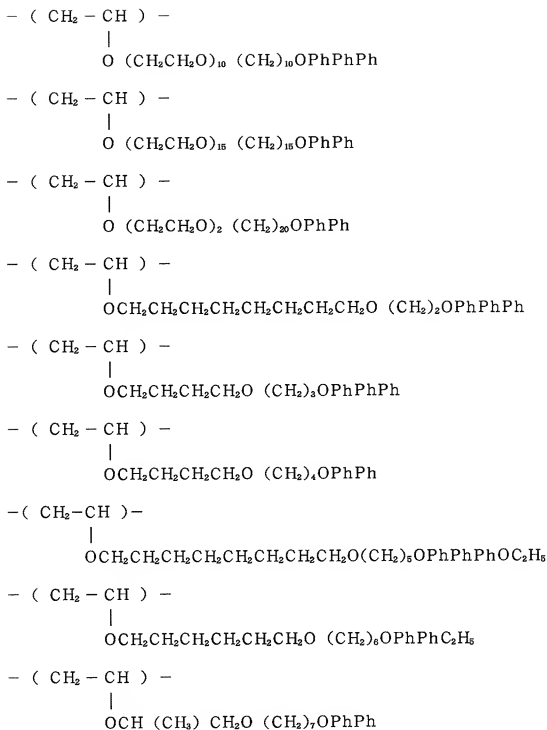 — ( CH₂ — CH ) —
|
O (CH₂CH₂O)₁₀ (CH₂)₁₀OPhPhPh
— ( CH₂ — CH ) —
|
O (CH₂CH₂O)₁₅ (CH₂)₁₅OPhPh
— ( CH₂ — CH ) —
|
O (CH₂CH₂O)₂ (CH₂)₂₀OPhPh
— ( CH₂ — CH ) —
|
OCH₂CH₂CH₂CH₂CH₂CH₂CH₂CH₂O (CH₂)₂OPhPhPh
— ( CH₂ — CH ) —
|
OCH₂CH₂CH₂CH₂O (CH₂)₃OPhPhPh
— ( CH₂ — CH ) —
|
OCH₂CH₂CH₂CH₂O (CH₂)₄OPhPh
—( CH₂—CH )—
|
OCH₂CH₂CH₂CH₂CH₂CH₂CH₂CH₂O(CH₂)₅OPhPhPhOC₂H₅
— ( CH₂ — CH ) —
|
OCH₂CH₂CH₂CH₂CH₂CH₂O (CH₂)₆OPhPhC₂H₅
— ( CH₂ — CH ) —
|
OCH (CH₃) CH₂O (CH₂)₇OPhPh